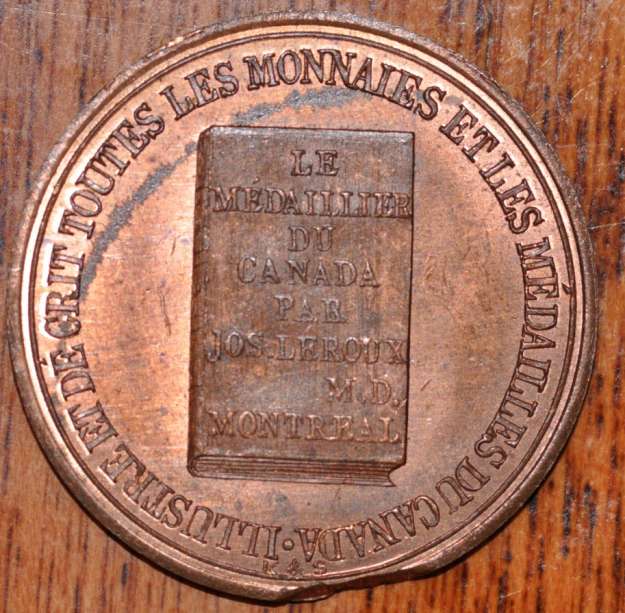 ILLUSTRE ET DÉCRIT TOUTES LES MONNAIES ET LES MÉDAILLES DU CANADA ·
LE
MÉDAILLIER
DU
CANADA
PAR
JOS. LEROUX
M.D.
MONTREAL